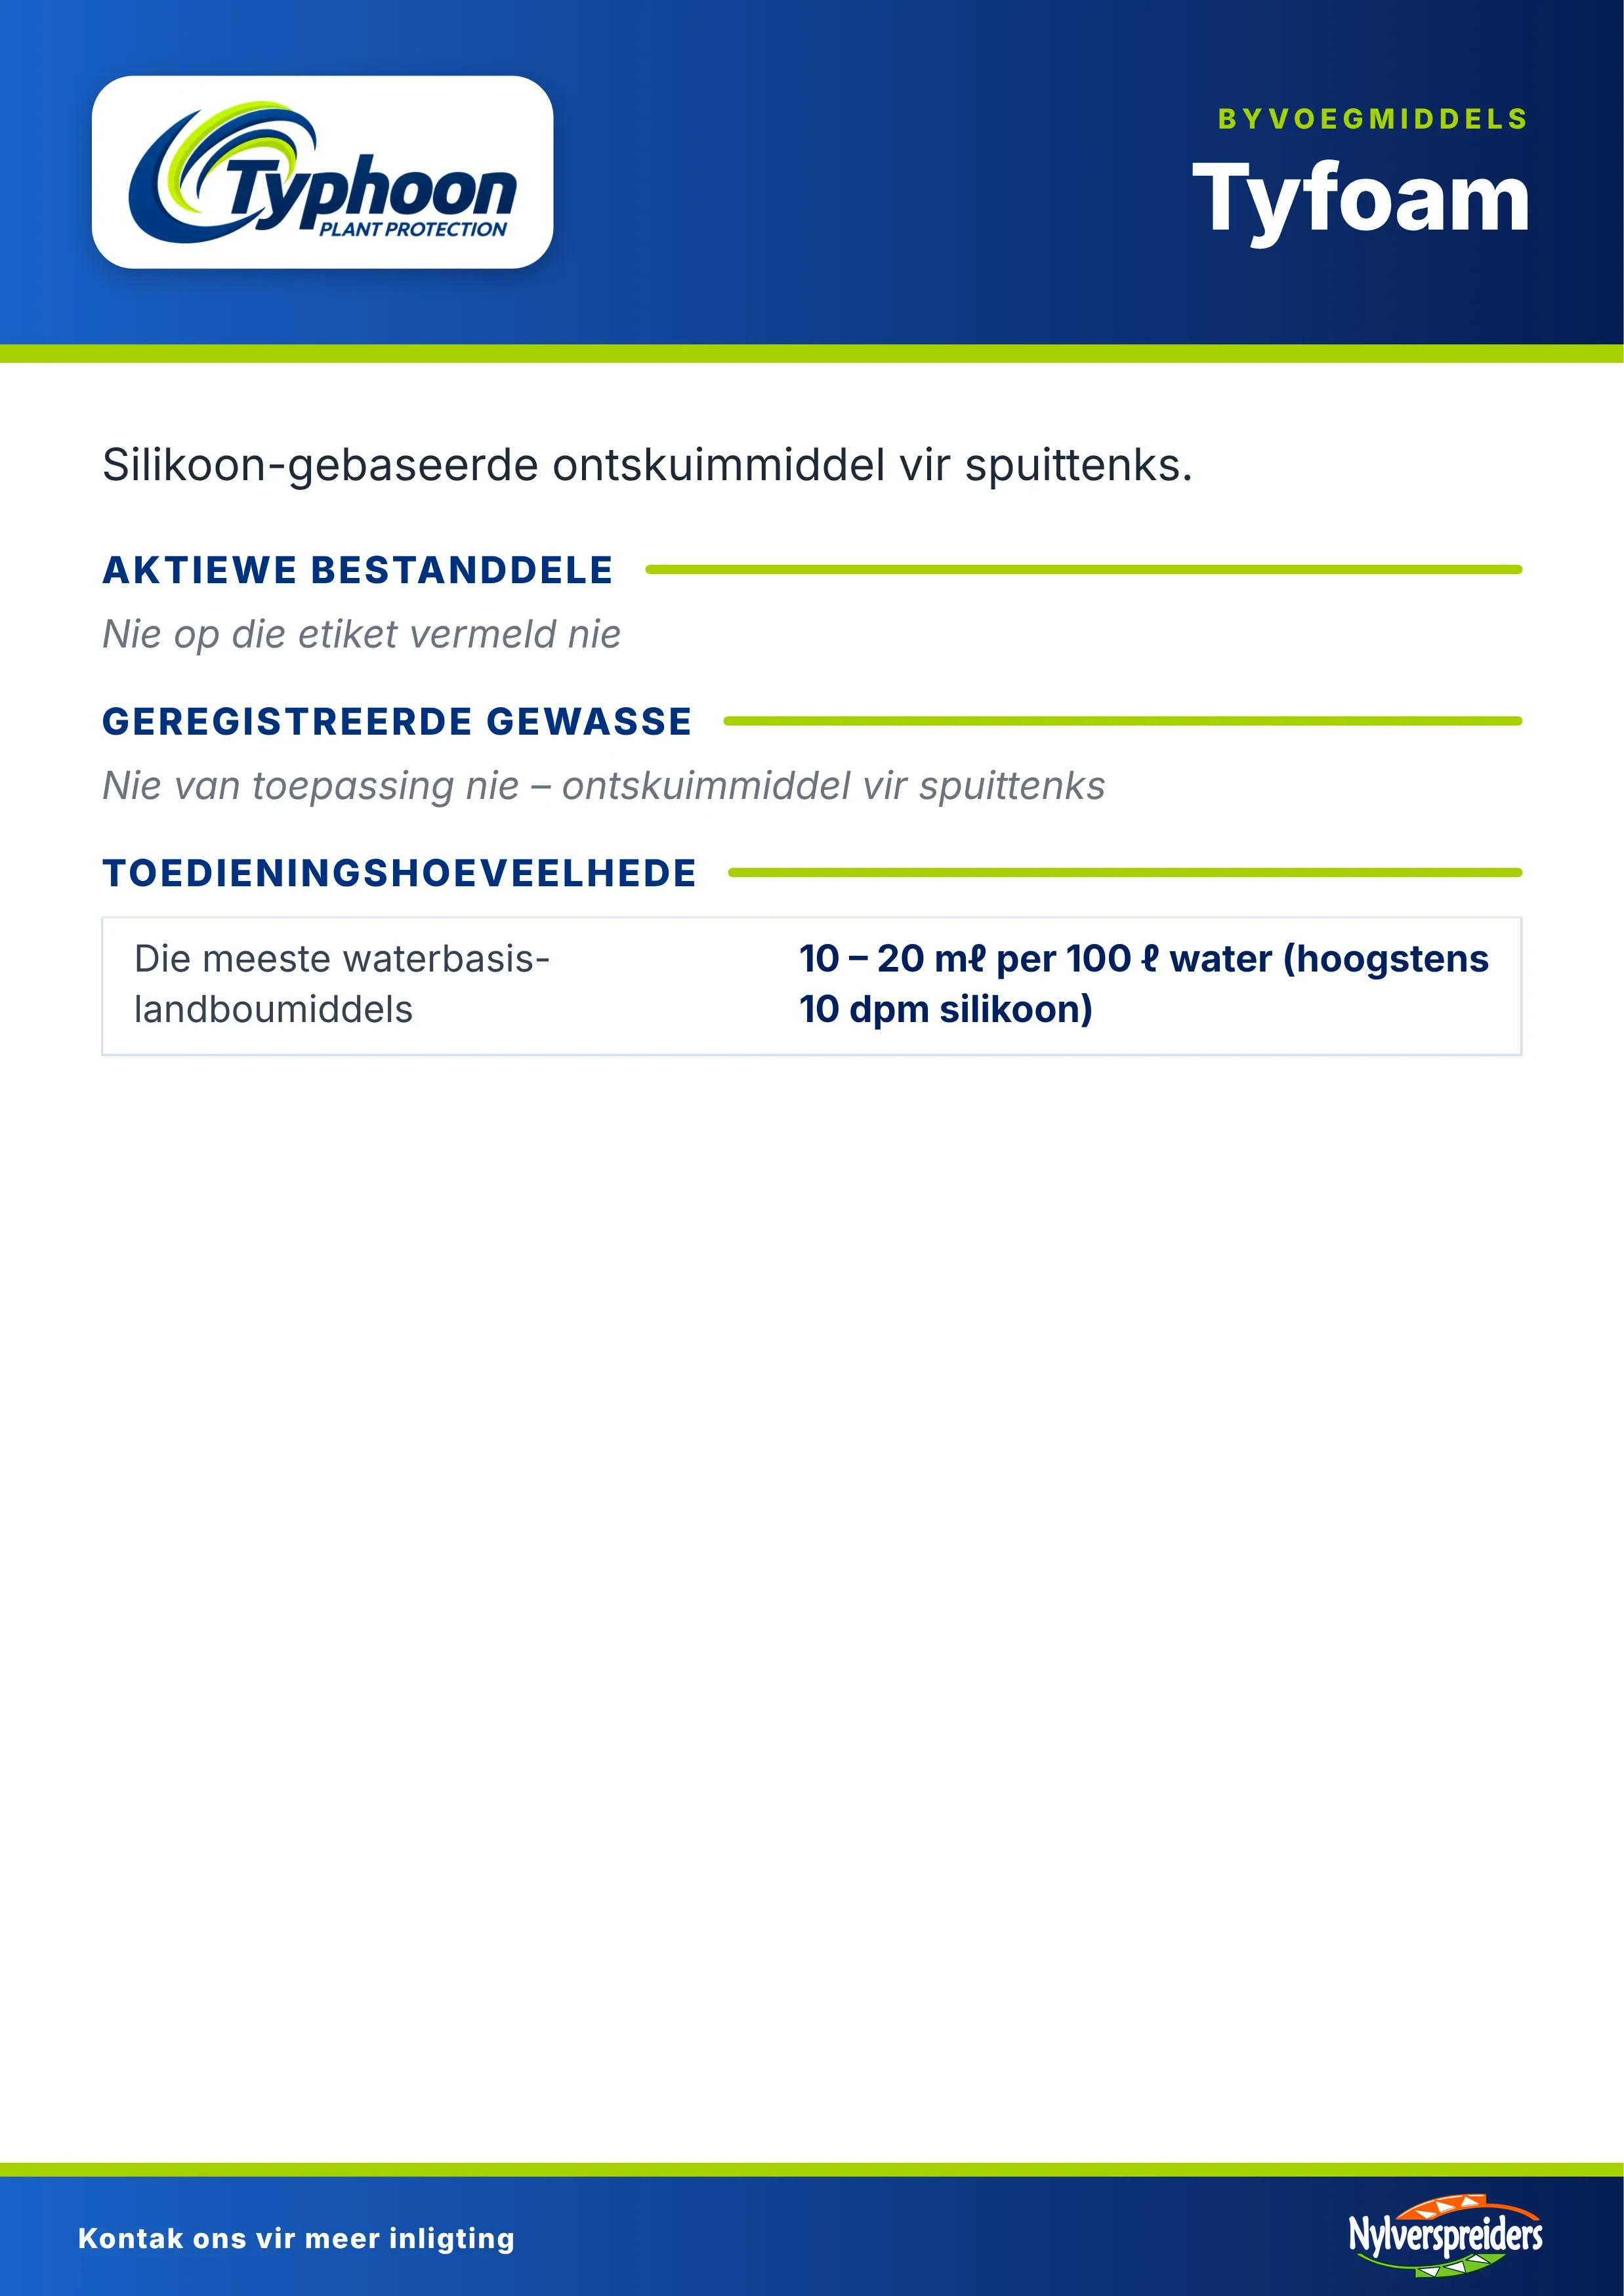 Typhoon
PLANT PROTECTION
BYVOEGMIDDELS
Tyfoam
Silikoon-gebaseerde ontskuimmiddel vir spuittenks.
AKTIEWE BESTANDDELE
Nie op die etiket vermeld nie
GEREGISTREERDE GEWASSE
Nie van toepassing nie – ontskuimmiddel vir spuittenks
TOEDIENINGSHOEVEELHEDE
Die meeste waterbasis-
landboumiddels
10 – 20 mℓ per 100 ℓ water (hoogstens
10 dpm silikoon)
Kontak ons vir meer inligting
Nylverspreiders